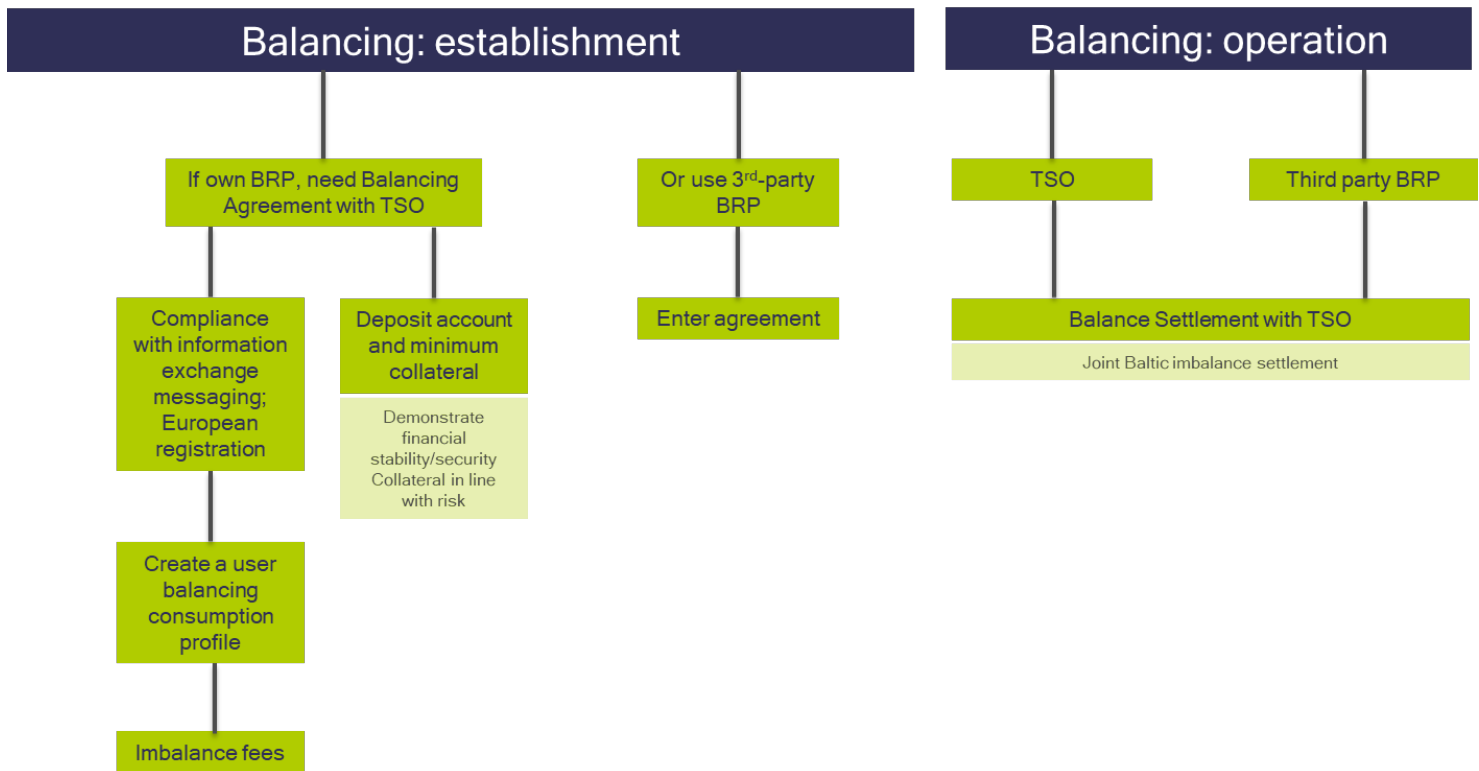 Balancing: establishment
Balancing: operation
If own BRP, need Balancing
Agreement with TSO
Or use 3rd-party
BRP
TSO
Third party BRP
Compliance
with information
exchange
messaging;
European
registration
Deposit account
and minimum
collateral
Demonstrate
financial
stability/security
Collateral in line
with risk
Enter agreement
Balance Settlement with TSO
Joint Baltic imbalance settlement
Create a user
balancing
consumption
profile
Imbalance fees